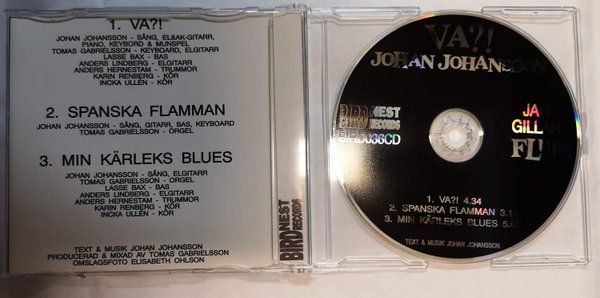 1. VA?!
JOHAN JOHANSSON - SÅNG, EL&AK-GITARR,
PIANO, KEYBORD & MUNSPEL
TOMAS GABRIELSSON - KEYBOARD, ELGITARR
LASSE BAX - BAS
ANDERS LINDBERG - ELGITARR
ANDERS HERNESTAM - TRUMMOR
KARIN RENBERG - KÖR
INCKA ULLÉN - KÖR
2. SPANSKA FLAMMAN
JOHAN JOHANSSON - SÅNG, GITARR, BAS, KEYBOARD
TOMAS GABRIELSSON - ORGEL
3. MIN KÄRLEKS BLUES
JOHAN JOHANSSON - SÅNG, ELGITARR
TOMAS GABRIELSSON - ORGEL
LASSE BAX - BAS
ANDERS LINDBERG - ELGITARR
ANDERS HERNESTAM - TRUMMOR
KARIN RENBERG - KÖR
INCKA ULLÉN - KÖR
TEXT & MUSIK JOHAN JOHANSSON
PRODUCERAD & MIXAD AV TOMAS GABRIELSSON
OMSLAGSFOTO ELISABETH OHLSON
BIRDNEST
RECORDS
VA?!
JOHAN JOHANSSON
BIRDNEST
RECORDS
BIRD036CD
JAG
1. VA?! 4.34
2. SPANSKA FLAMMAN
3. MIN KÄRLEKS BLUES
TEXT & MUSIK JOHAN JOHANSSON